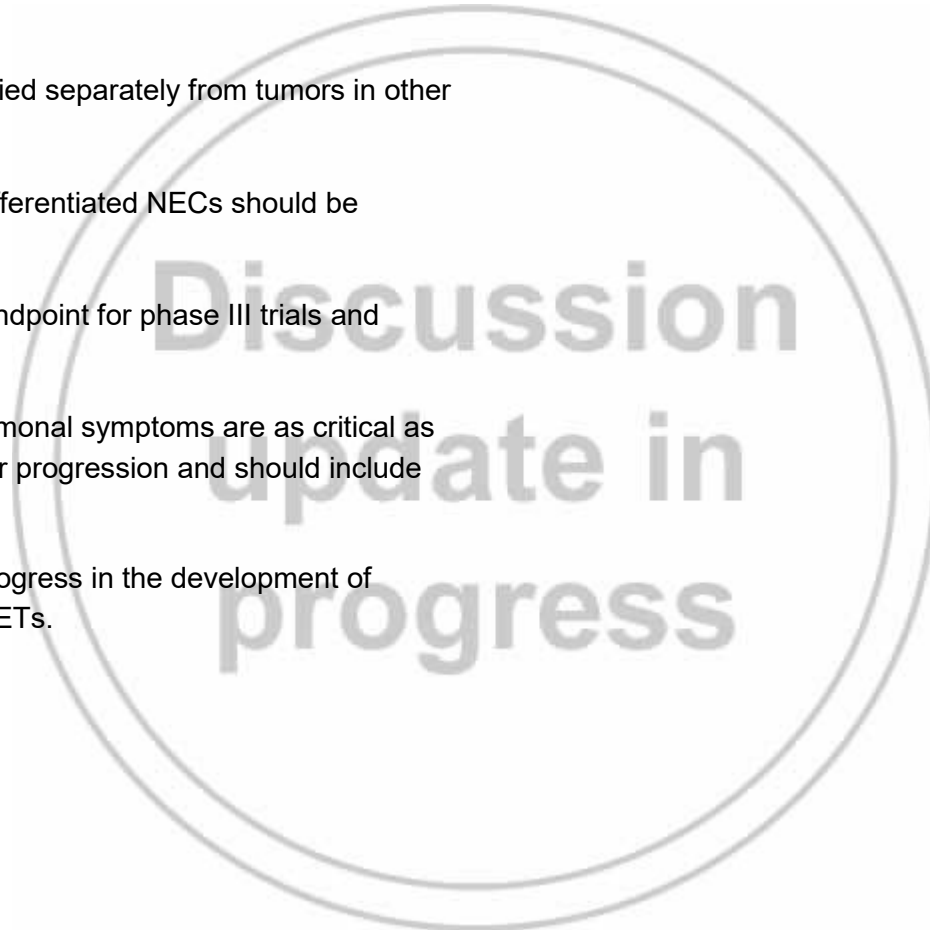 ied separately from tumors in other
fferentiated NECs should be
ndpoint for phase III trials and
monal symptoms are as critical as
r progression and should include
ogress in the development of
ETs.
Discussion
update in
progress